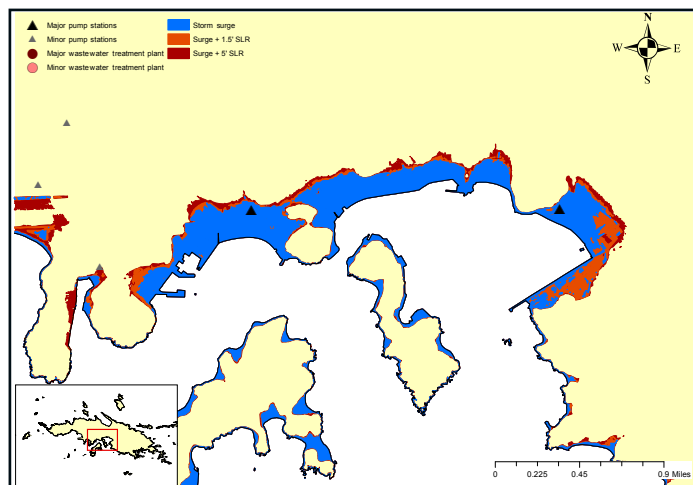 Major pump stations
Minor pump stations
Major wastewater treatment plant
Minor wastewater treatment plant
Storm surge
Surge + 1.5' SLR
Surge + 5' SLR
N
W E
S
0 0.225 0.45 0.9 Miles